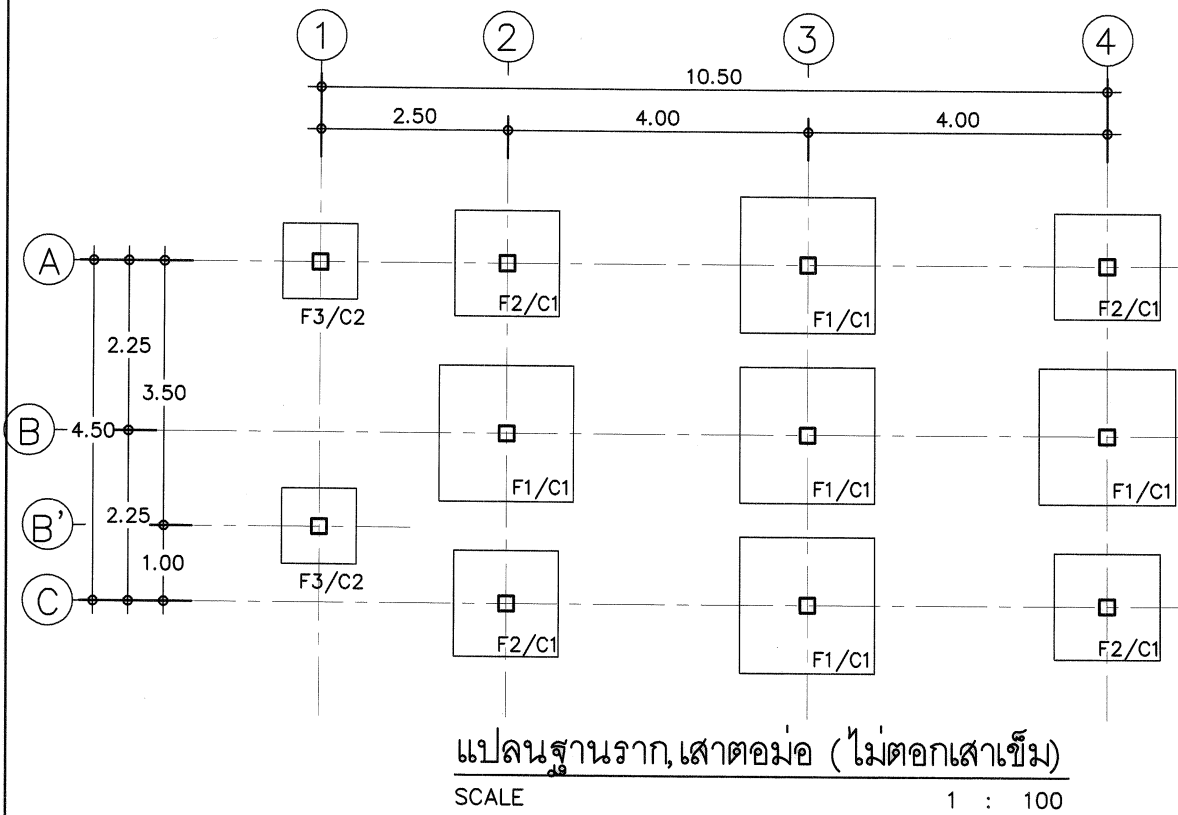 1 2 3 4
10.50
2.50 4.00 4.00
A
F3/C2 F2/C1 F1/C1 F2/C1
2.25
3.50
B 4.50
F1/C1 F1/C1 F1/C1
B' 2.25
1.00
F3/C2
C
F2/C1 F1/C1 F2/C1
แปลนฐานราก,เสาตอม่อ (ไม่ตอกเสาเข็ม)
SCALE 1 : 100